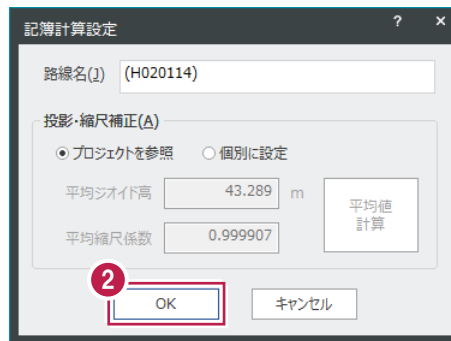 記簿計算設定 ? ×
路線名(J) (H020114)
投影・縮尺補正(A)
プロジェクトを参照 個別に設定
平均ジオイド高 43.289 m
平均値
計算
平均縮尺係数 0.999907
2
OK キャンセル